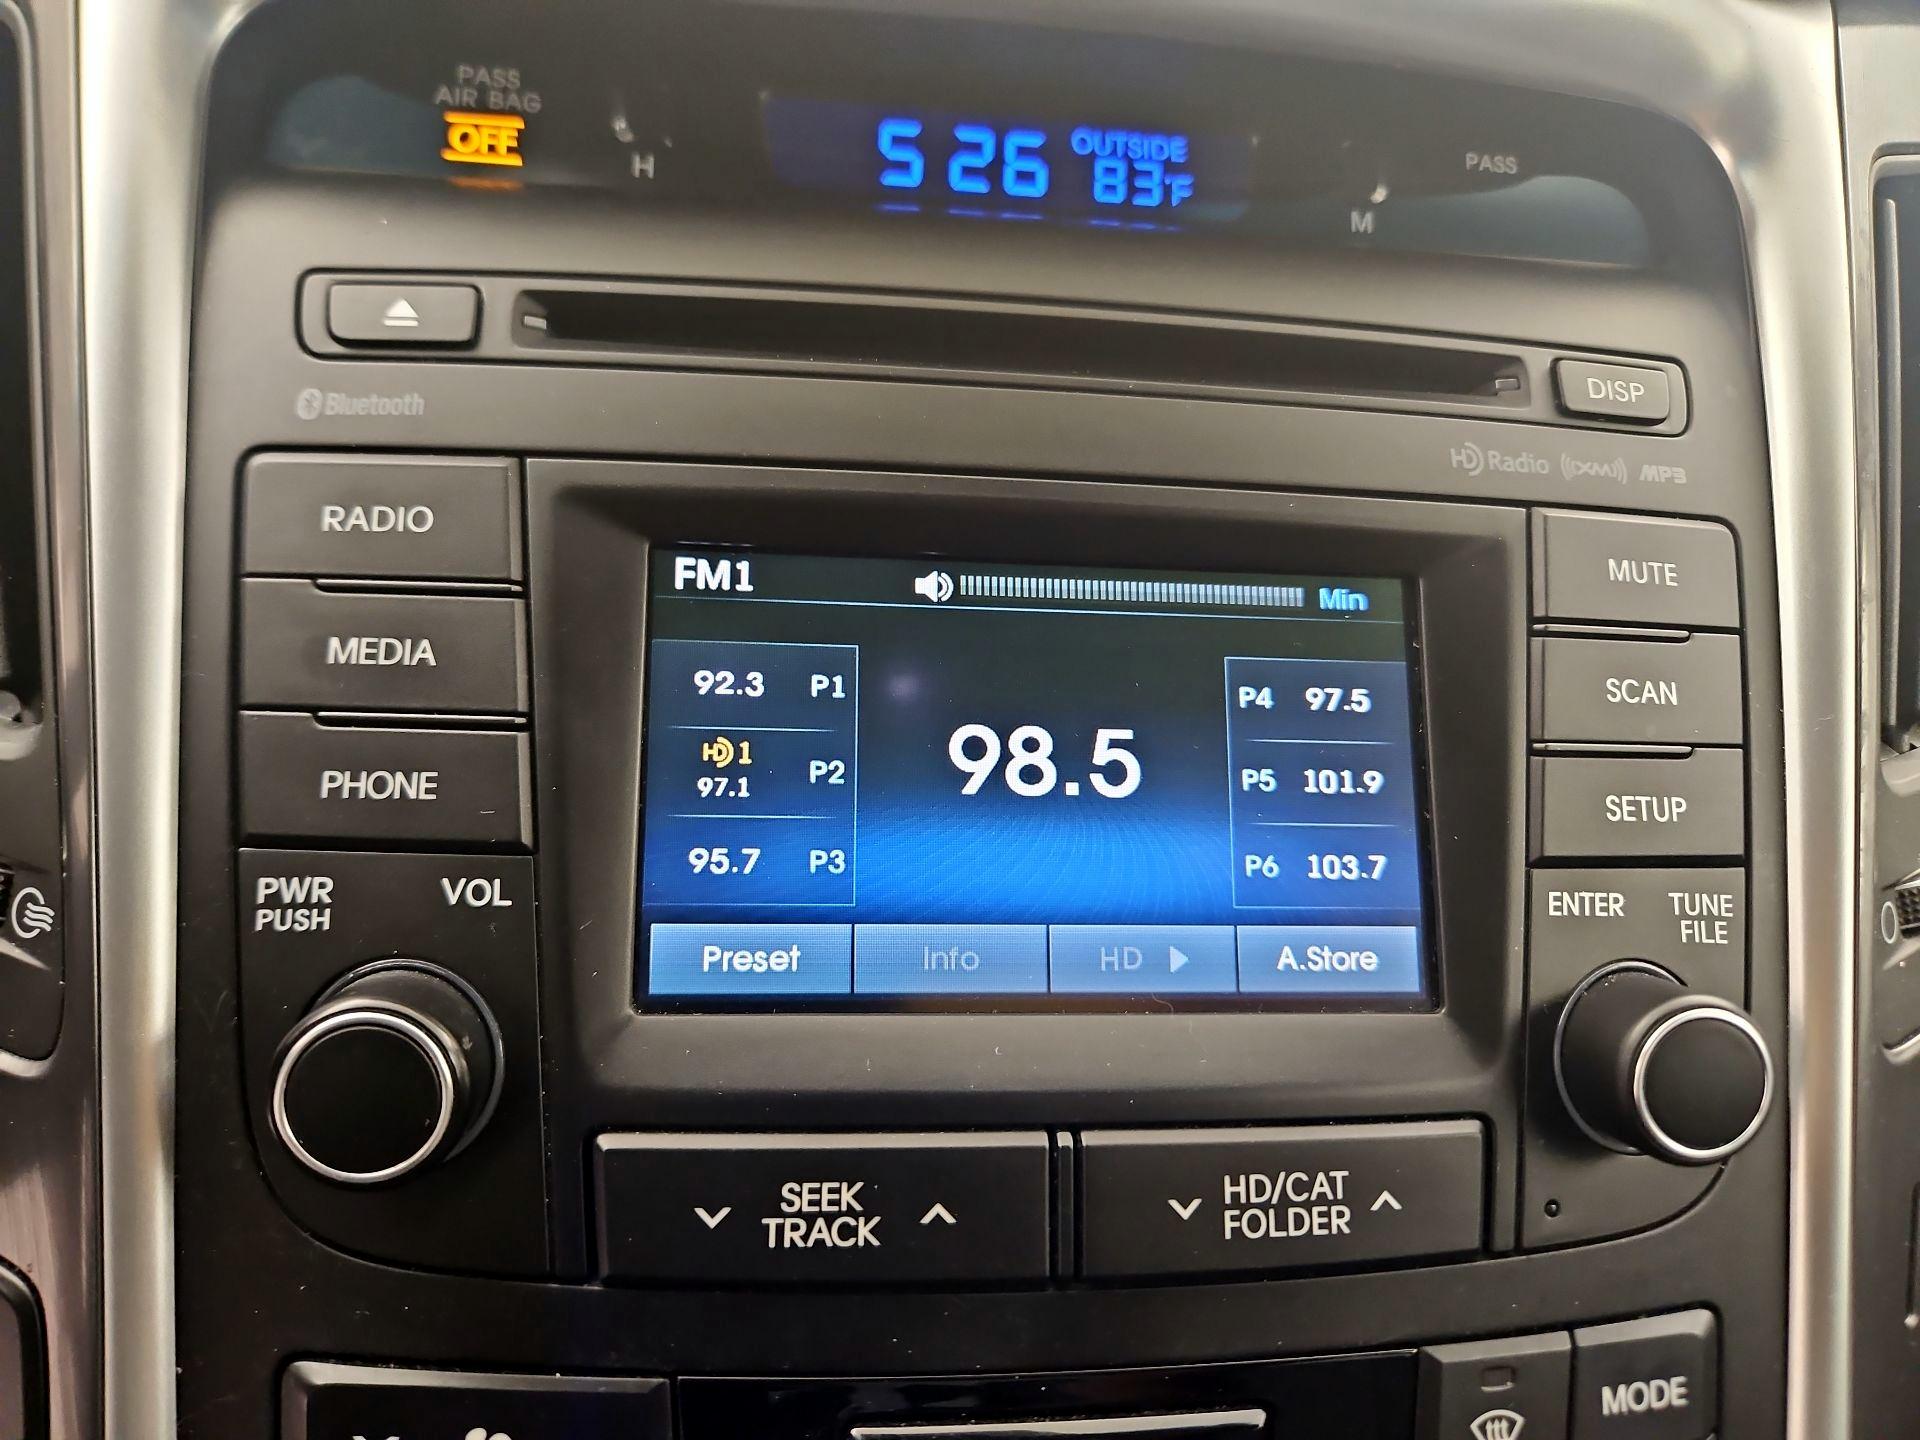 PASS
AIR BAG
OFF
H
5 26
OUTSIDE
83°F
M
PASS
DISP
Bluetooth
HD Radio ((XM)) MP3
RADIO
MEDIA
PHONE
PWR
PUSH
VOL
FM1
Min
92.3 P1
HD 1
97.1 P2
95.7 P3
98.5
P4 97.5
P5 101.9
P6 103.7
Preset
Info
HD
A.Store
MUTE
SCAN
SETUP
ENTER
TUNE
FILE
SEEK
TRACK
HD/CAT
FOLDER
MODE